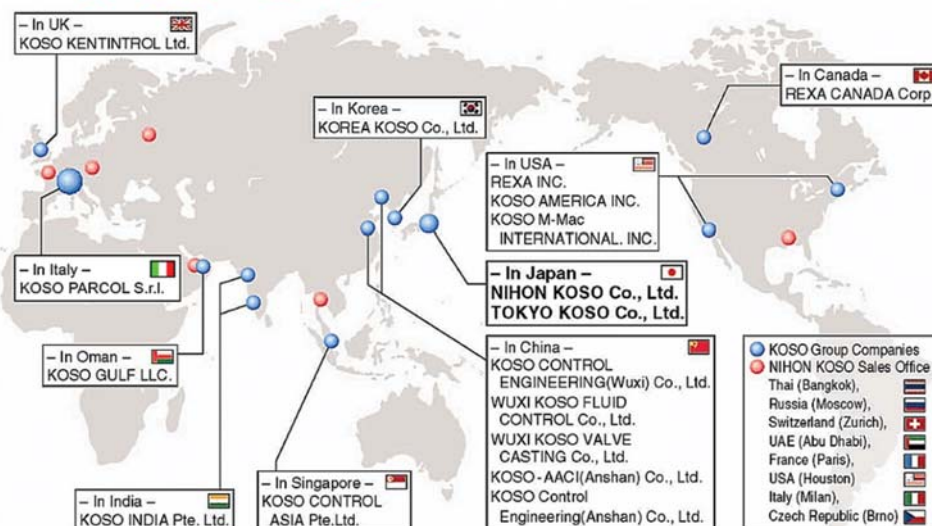 – In UK –
KOSO KENTINTROL Ltd.
– In Korea –
KOREA KOSO Co., Ltd.
– In Canada –
REXA CANADA Corp
– In USA –
REXA INC.
KOSO AMERICA INC.
KOSO M-Mac
INTERNATIONAL. INC.
– In Italy –
KOSO PARCOL S.r.l.
– In Japan –
NIHON KOSO Co., Ltd.
TOKYO KOSO Co., Ltd.
– In Oman –
KOSO GULF LLC.
– In China –
KOSO CONTROL
ENGINEERING(Wuxi) Co., Ltd.
WUXI KOSO FLUID
CONTROL Co., Ltd.
WUXI KOSO VALVE
CASTING Co., Ltd.
KOSO-AACI(Anshan) Co., Ltd.
KOSO Control
Engineering(Anshan) Co., Ltd.
– In India –
KOSO INDIA Pte. Ltd.
– In Singapore –
KOSO CONTROL
ASIA Pte.Ltd.
KOSO Group Companies
NIHON KOSO Sales Office
Thai (Bangkok),
Russia (Moscow),
Switzerland (Zurich),
UAE (Abu Dhabi),
France (Paris),
USA (Houston)
Italy (Milan),
Czech Republic (Brno)